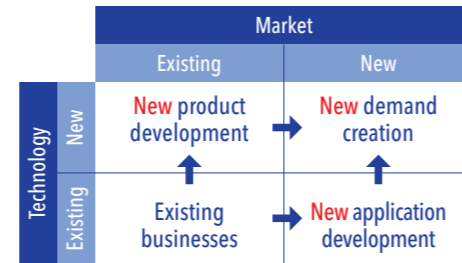 Market
Existing
New
Technology
New
New product
development
New demand
creation
Existing
Existing
businesses
New application
development